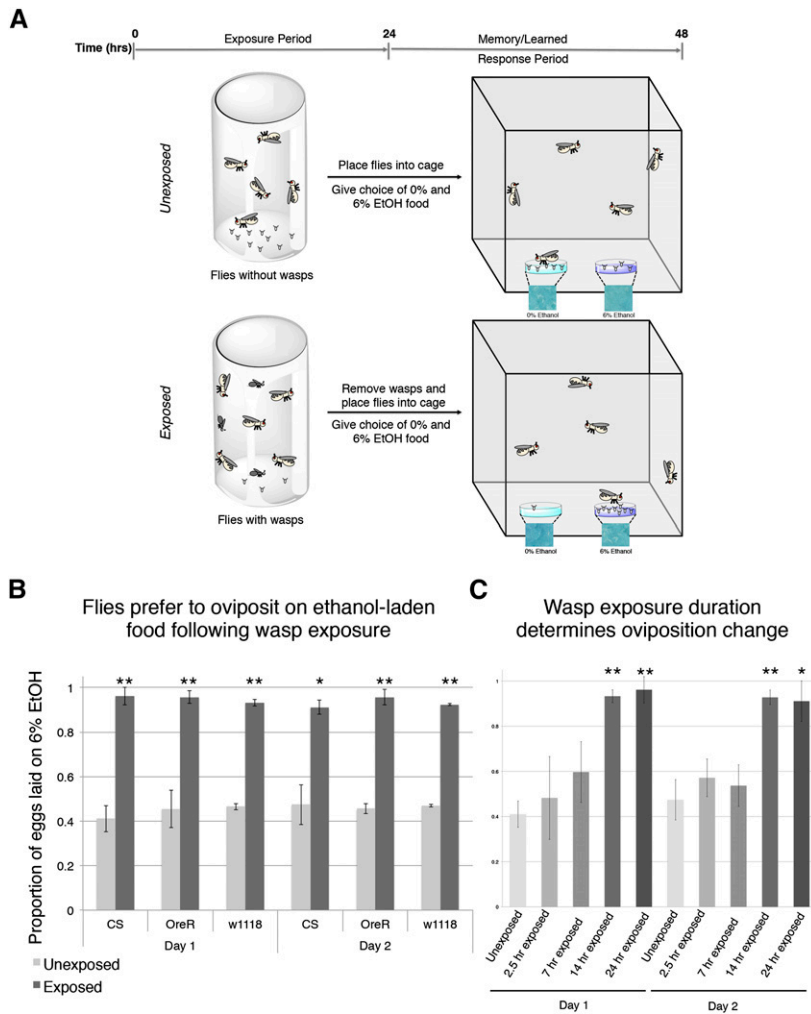 A
Time (hrs)
0
Exposure Period
24
Memory/Learned
Response Period
48
Unexposed
Flies without wasps
Place flies into cage
Give choice of 0% and
6% EtOH food
0% Ethanol
6% Ethanol
Exposed
Flies with wasps
Remove wasps and
place flies into cage
Give choice of 0% and
6% EtOH food
0% Ethanol
6% Ethanol
B
Flies prefer to oviposit on ethanol-laden
food following wasp exposure
Proportion of eggs laid on 6% EtOH
1
0.8
0.6
0.4
0.2
0
** ** ** * ** **
CS OreR w1118 CS OreR w1118
Day 1 Day 2
Unexposed
Exposed
C
Wasp exposure duration
determines oviposition change
1
0.8
0.6
0.4
0.2
0
** ** ** *
Unexposed
2.5 hr exposed
7 hr exposed
14 hr exposed
24 hr exposed
Unexposed
2.5 hr exposed
7 hr exposed
14 hr exposed
24 hr exposed
Day 1 Day 2